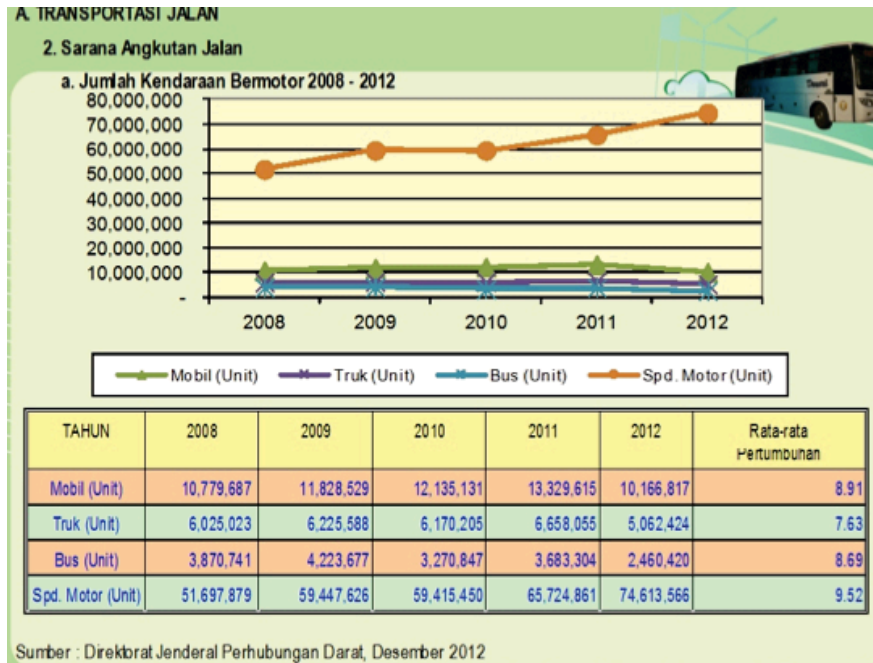 A. TRANSPORTASI JALAN
2. Sarana Angkutan Jalan
a. Jumlah Kendaraan Bermotor 2008 - 2012
80,000,000
70,000,000
60,000,000
50,000,000
40,000,000
30,000,000
20,000,000
10,000,000
-
2008 2009 2010 2011 2012
Mobil (Unit) Truk (Unit) Bus (Unit) Spd. Motor (Unit)
TAHUN 2008 2009 2010 2011 2012 Rata-rata
Pertumbuhan
Mobil (Unit) 10,779,687 11,828,529 12,135,131 13,329,615 10,166,817 8.91
Truk (Unit) 6,025,023 6,225,588 6,170,205 6,658,055 5,062,424 7.63
Bus (Unit) 3,870,741 4,223,677 3,270,847 3,683,304 2,460,420 8.69
Spd. Motor (Unit) 51,697,879 59,447,626 59,415,450 65,724,861 74,613,566 9.52
Sumber : Direktorat Jenderal Perhubungan Darat, Desember 2012